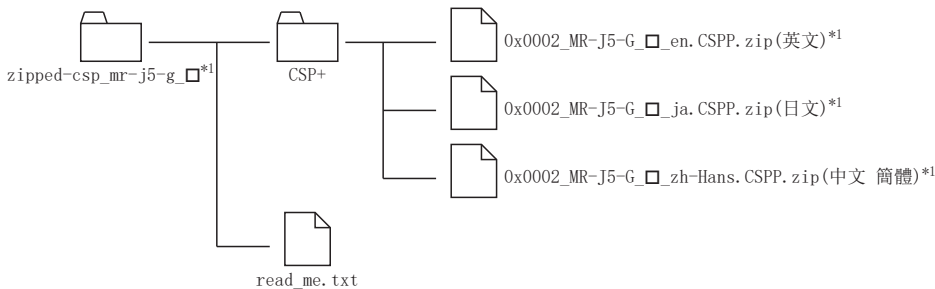 zipped-csp_mr-j5-g_□*1
CSP+
0x0002_MR-J5-G_□_en.CSPP.zip(英文)*1
0x0002_MR-J5-G_□_ja.CSPP.zip(日文)*1
0x0002_MR-J5-G_□_zh-Hans.CSPP.zip(中文 簡體)*1
read_me.txt